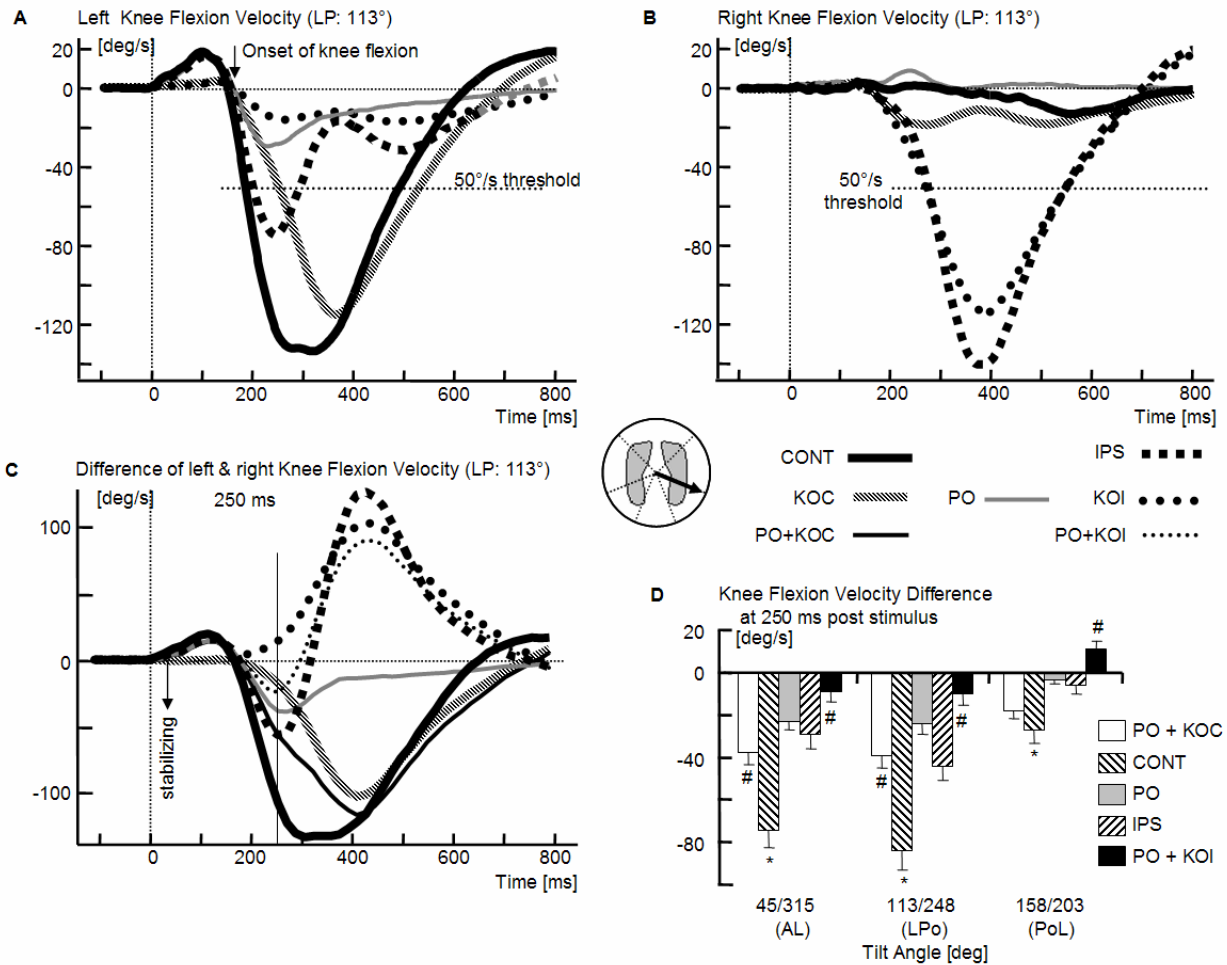 A Left Knee Flexion Velocity (LP: 113°)
[deg/s]
Onset of knee flexion
20
0
-40
-80
-120
50°/s threshold
0 200 400 600 800
Time [ms]
B Right Knee Flexion Velocity (LP: 113°)
[deg/s]
20
0
-40
-80
-120
50°/s
threshold
0 200 400 600 800
Time [ms]
C Difference of left & right Knee Flexion Velocity (LP: 113°)
[deg/s]
250 ms
100
0
-100
stabilizing
0 200 400 600 800
Time [ms]
CONT IPS
KOC PO KOI
PO+KOC PO+KOI
D Knee Flexion Velocity Difference
at 250 ms post stimulus
[deg/s]
20
0
-40
-80
# * # # * # * #
PO + KOC
CONT
PO
IPS
PO + KOI
45/315 113/248 158/203
(AL) (LPo) (PoL)
Tilt Angle [deg]